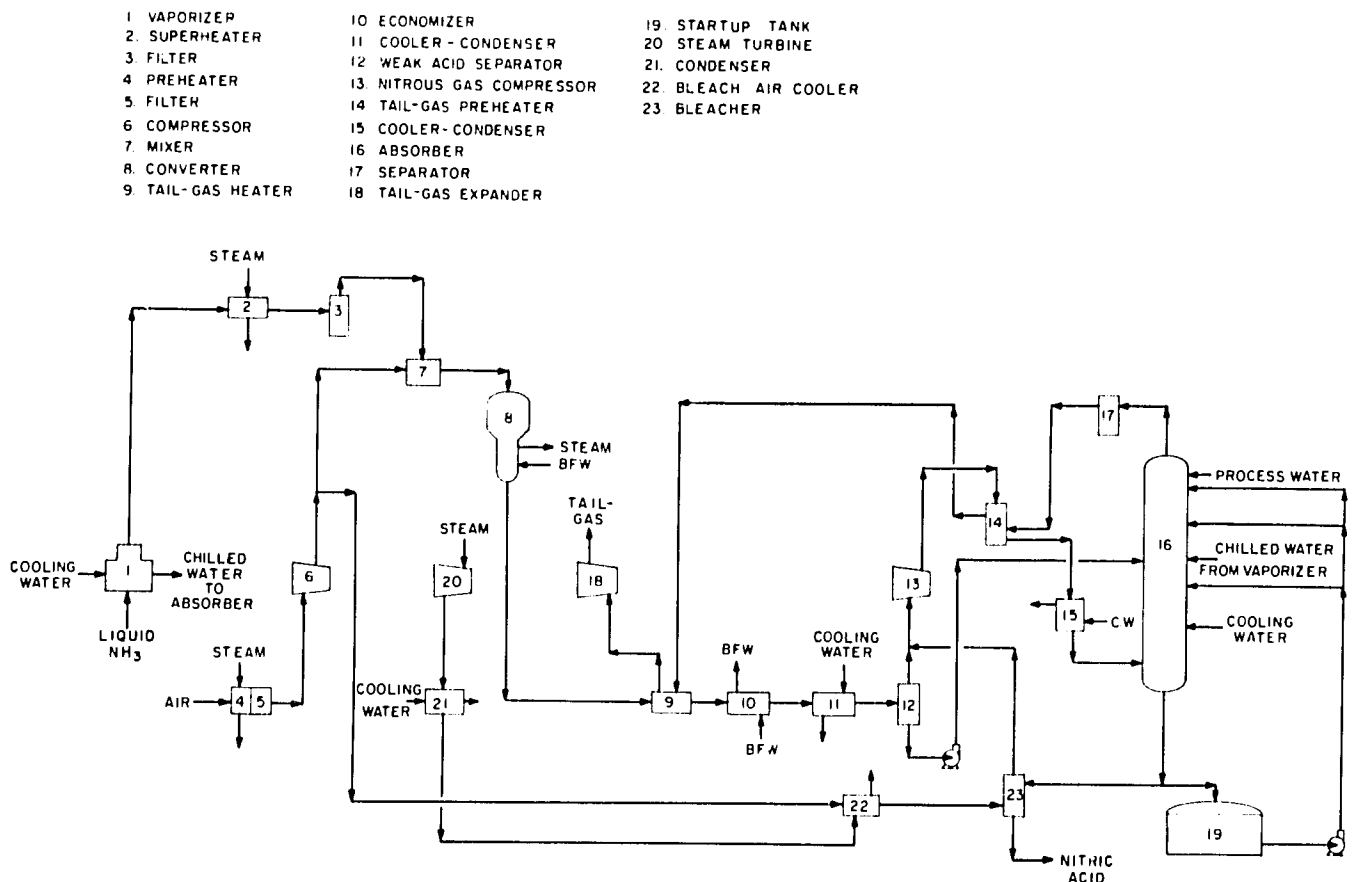 1 VAPORIZER
2. SUPERHEATER
3. FILTER
4 PREHEATER
5. FILTER
6 COMPRESSOR
7. MIXER
8. CONVERTER
9. TAIL-GAS HEATER
10 ECONOMIZER
11 COOLER-CONDENSER
12 WEAK ACID SEPARATOR
13. NITROUS GAS COMPRESSOR
14 TAIL-GAS PREHEATER
15 COOLER-CONDENSER
16 ABSORBER
17 SEPARATOR
18 TAIL-GAS EXPANDER
19. STARTUP TANK
20 STEAM TURBINE
21. CONDENSER
22. BLEACH AIR COOLER
23. BLEACHER
STEAM
2
3
7
8
STEAM
BFW
17
PROCESS WATER
TAIL-
GAS
14
16
STEAM
COOLING
WATER
1
CHILLED
WATER
TO
ABSORBER
6
20
18
13
CHILLED WATER
FROM VAPORIZER
15
C.W
COOLING
WATER
LIQUID
NH3
STEAM
AIR
4
5
COOLING
WATER
21
9
BFW
10
BFW
COOLING
WATER
11
12
22
23
19
NITRIC
ACID